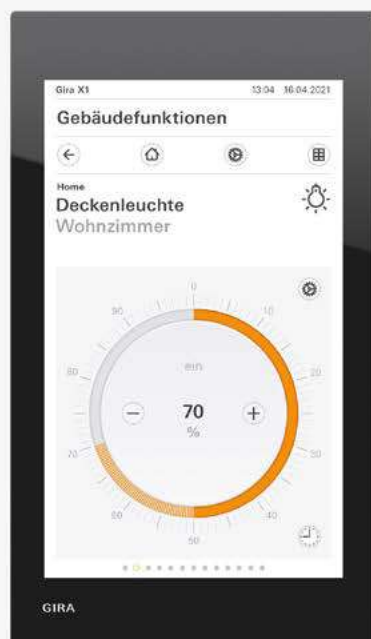 Gira X1 13:04 16.04.2021
Gebäudefunktionen
Home
Deckenleuchte
Wohnzimmer
0
90 10
ein
80 20
70
%
70 30
60 40
50
GIRA